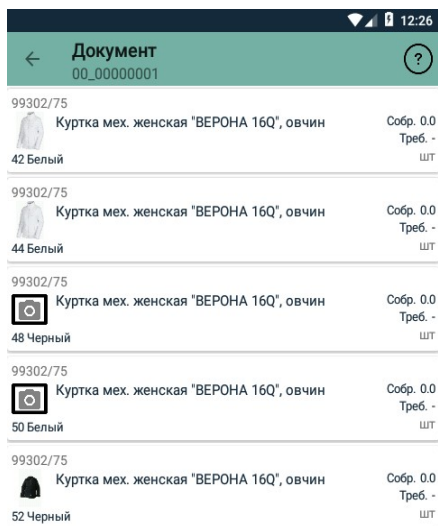 12:26
Документ
00_00000001
?
99302/75
Куртка мех. женская "ВЕРОНА 16Q", овчин
Собр. 0.0
Треб. -
шт
42 Белый
99302/75
Куртка мех. женская "ВЕРОНА 16Q", овчин
Собр. 0.0
Треб. -
шт
44 Белый
99302/75
Куртка мех. женская "ВЕРОНА 16Q", овчин
Собр. 0.0
Треб. -
шт
48 Черный
99302/75
Куртка мех. женская "ВЕРОНА 16Q", овчин
Собр. 0.0
Треб. -
шт
50 Белый
99302/75
Куртка мех. женская "ВЕРОНА 16Q", овчин
Собр. 0.0
Треб. -
шт
52 Черный